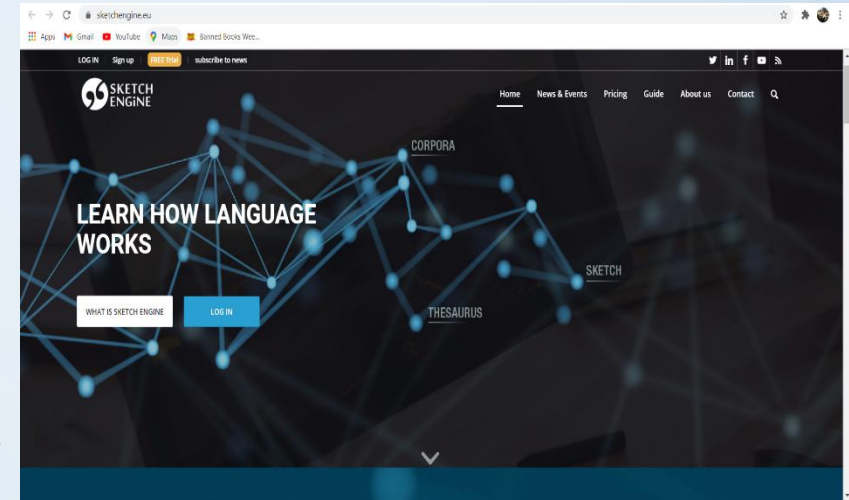 sketchengine.eu
Apps Gmail YouTube Maps Banned Books Wee...
LOG IN Sign up FREE Trial subscribe to news
SKETCH
ENGiNE
Home News & Events Pricing Guide About us Contact
CORPORA
LEARN HOW LANGUAGE
WORKS
SKETCH
WHAT IS SKETCH ENGINE LOG IN
THESAURUS